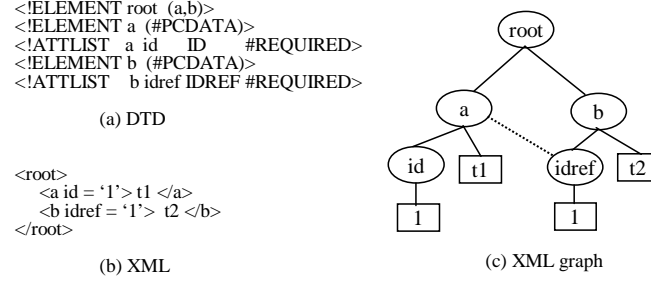 <!ELEMENT root (a,b)>
<!ELEMENT a (#PCDATA)>
<!ATTLIST a id ID #REQUIRED>
<!ELEMENT b (#PCDATA)>
<!ATTLIST b idref IDREF #REQUIRED>
(a) DTD
<root>
<a id = ‘1’> t1 </a>
<b idref = ‘1’> t2 </b>
</root>
(b) XML
root
a
b
id
t1
idref
t2
1
1
(c) XML graph